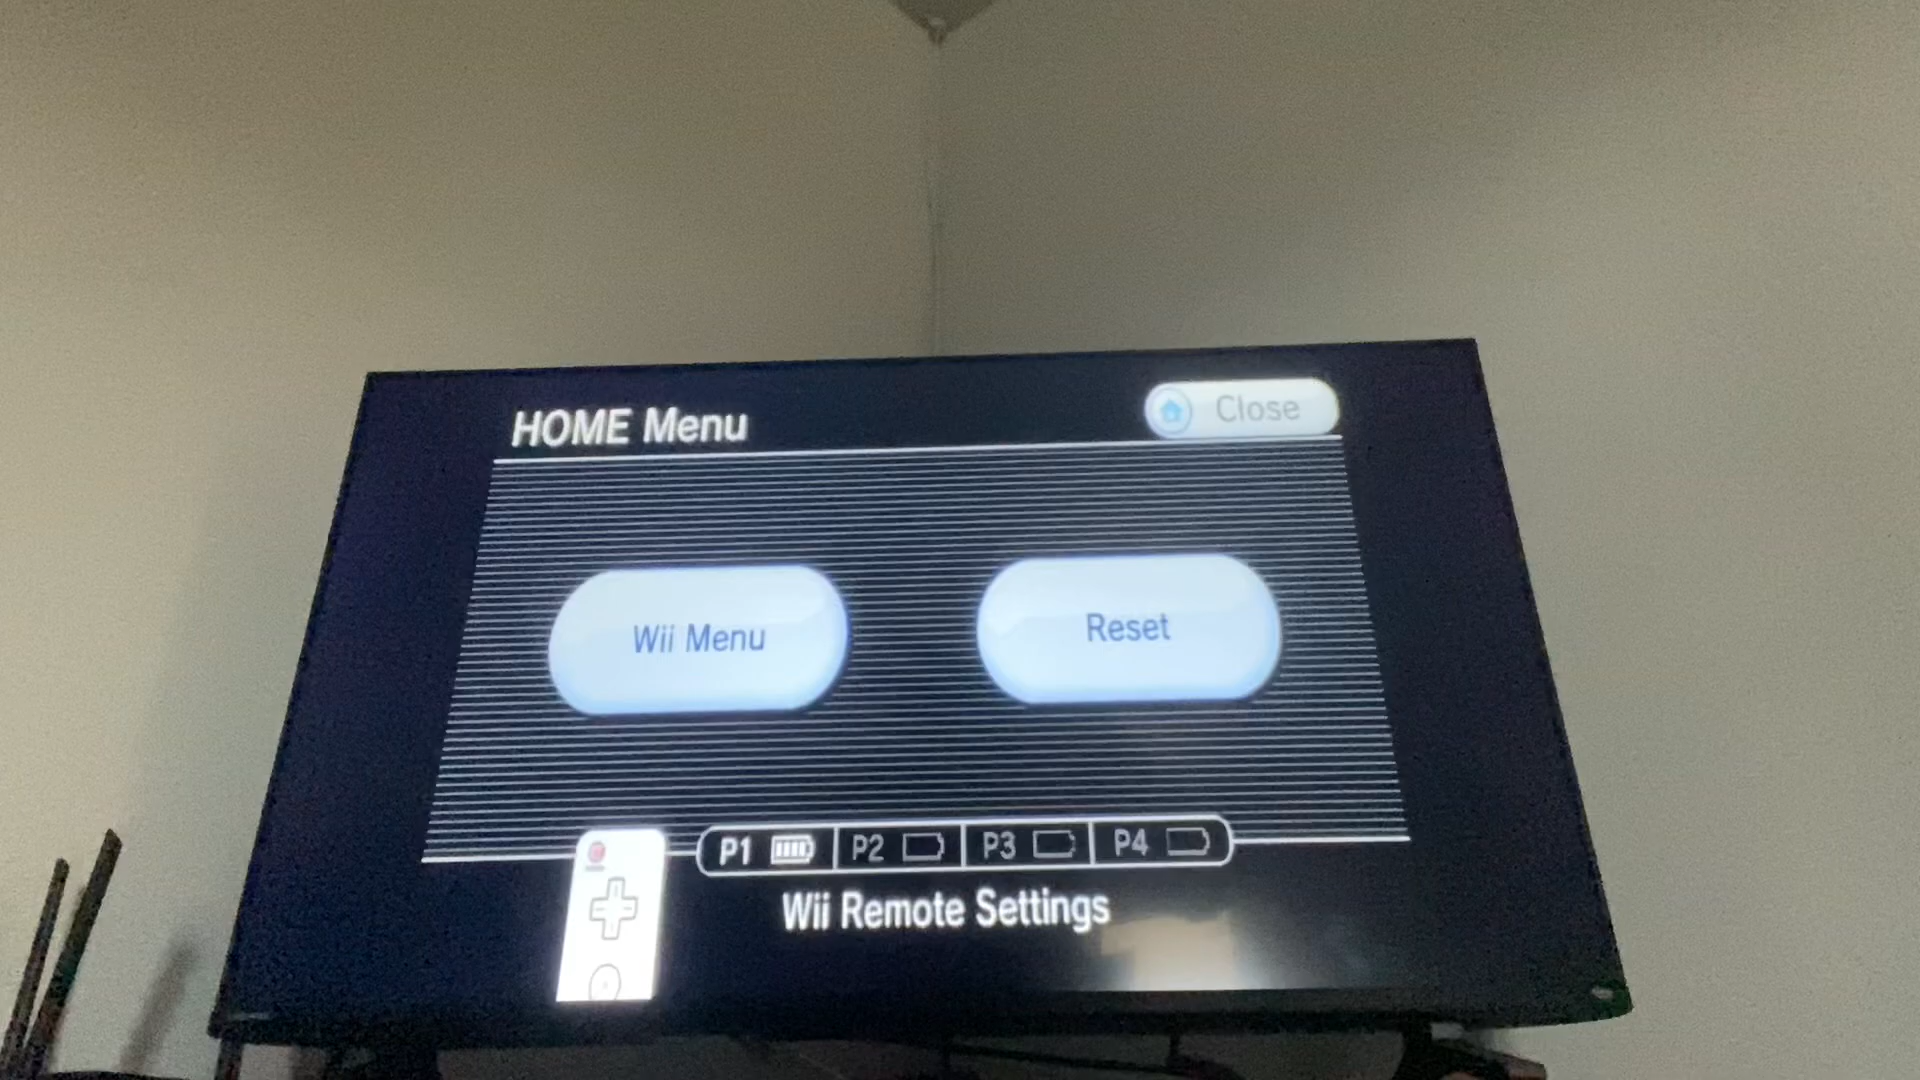 HOME Menu
Close
Wii Menu
Reset
P1 P2 P3 P4
Wii Remote Settings